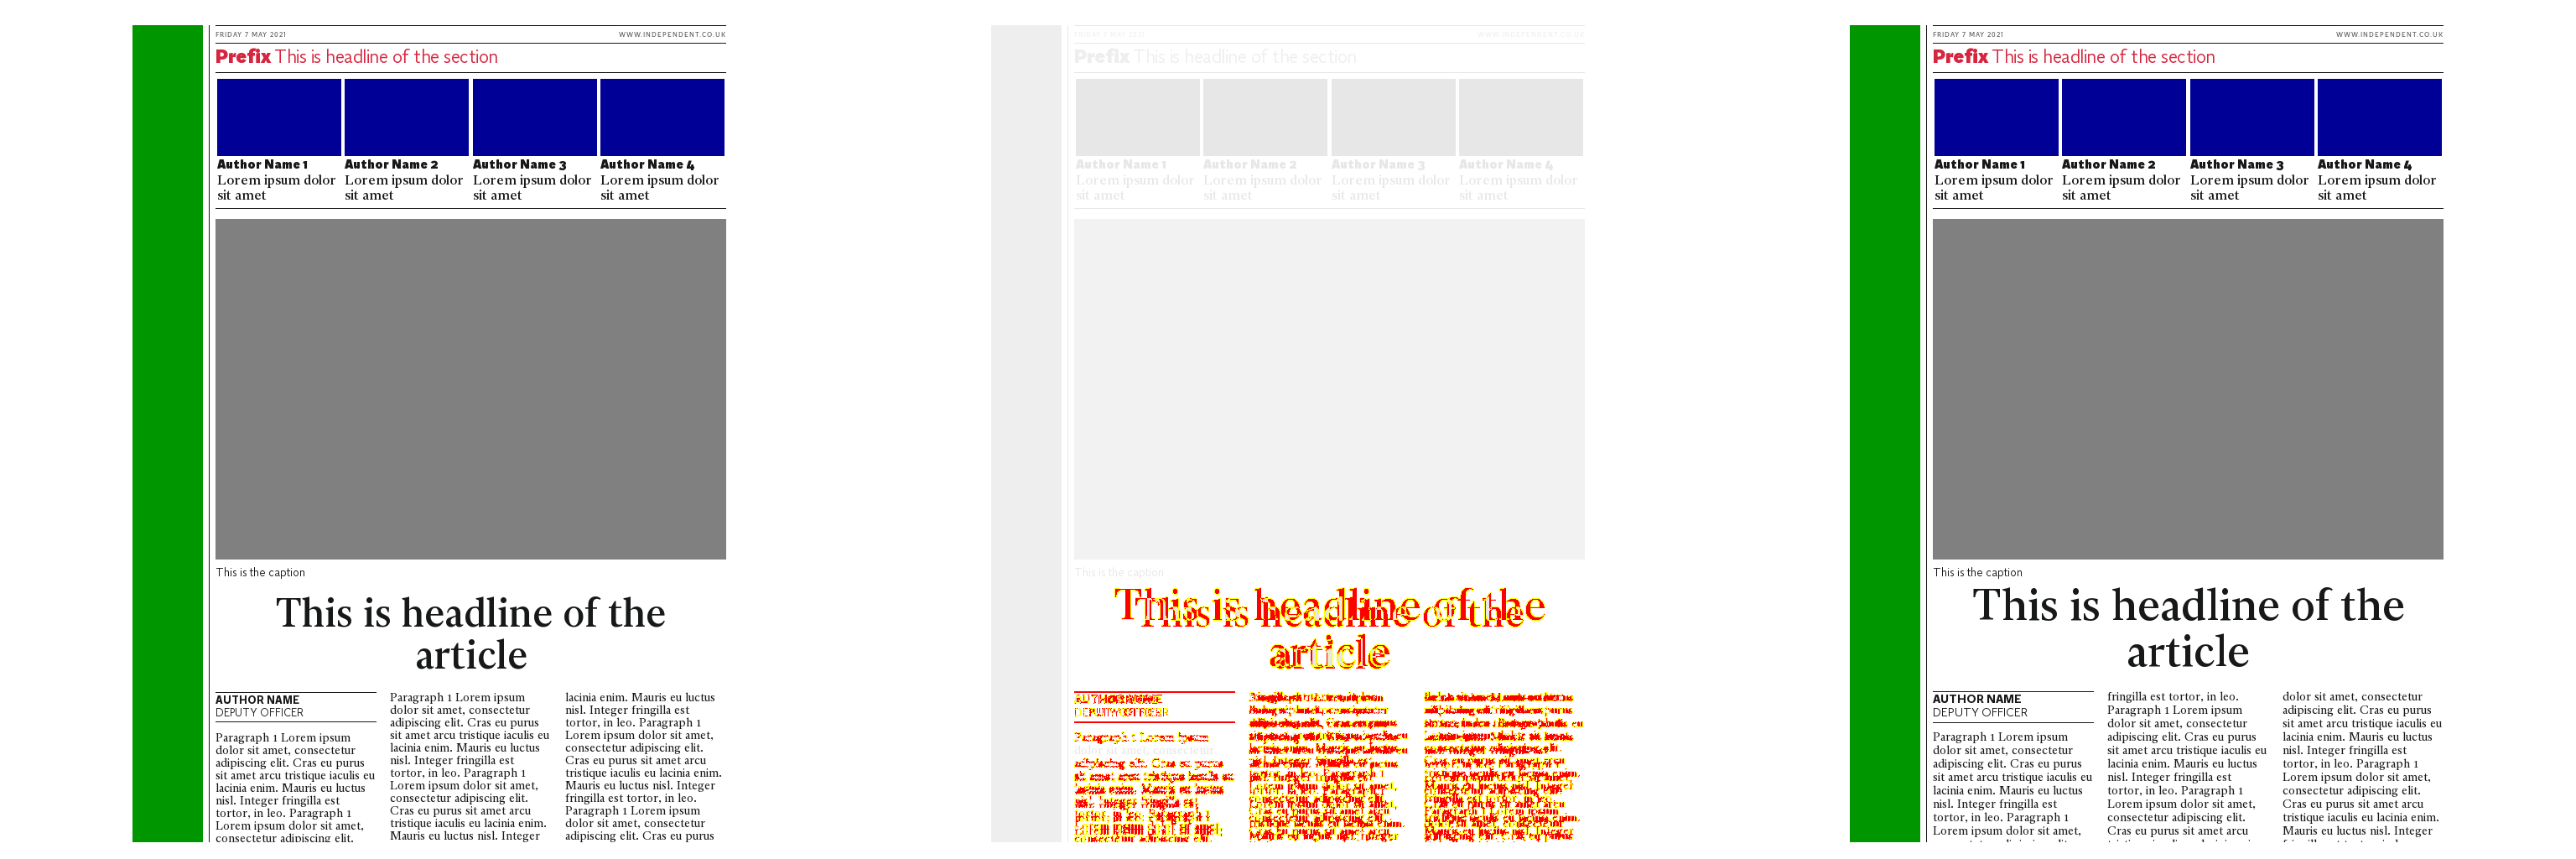 FRIDAY 7 MAY 2021 WWW.INDEPENDENT.CO.UK
Prefix This is headline of the section
Author Name 1
Lorem ipsum dolor
sit amet
Author Name 2
Lorem ipsum dolor
sit amet
Author Name 3
Lorem ipsum dolor
sit amet
Author Name 4
Lorem ipsum dolor
sit amet
This is the caption
This is headline of the
article
AUTHOR NAME
DEPUTY OFFICER
Paragraph 1 Lorem ipsum
dolor sit amet, consectetur
adipiscing elit. Cras eu purus
sit amet arcu tristique iaculis eu
lacinia enim. Mauris eu luctus
nisl. Integer fringilla est
tortor, in leo. Paragraph 1
Lorem ipsum dolor sit amet,
consectetur adipiscing elit.
Paragraph 1 Lorem ipsum
dolor sit amet, consectetur
adipiscing elit. Cras eu purus
sit amet arcu tristique iaculis eu
lacinia enim. Mauris eu luctus
nisl. Integer fringilla est
tortor, in leo. Paragraph 1
Lorem ipsum dolor sit amet,
consectetur adipiscing elit.
Cras eu purus sit amet arcu
tristique iaculis eu lacinia enim.
Mauris eu luctus nisl. Integer
lacinia enim. Mauris eu luctus
nisl. Integer fringilla est
tortor, in leo. Paragraph 1
Lorem ipsum dolor sit amet,
consectetur adipiscing elit.
Cras eu purus sit amet arcu
tristique iaculis eu lacinia enim.
Mauris eu luctus nisl. Integer
fringilla est tortor, in leo.
Paragraph 1 Lorem ipsum
dolor sit amet, consectetur
adipiscing elit. Cras eu purus
FRIDAY 7 MAY 2021 WWW.INDEPENDENT.CO.UK
Prefix This is headline of the section
Author Name 1
Lorem ipsum dolor
sit amet
Author Name 2
Lorem ipsum dolor
sit amet
Author Name 3
Lorem ipsum dolor
sit amet
Author Name 4
Lorem ipsum dolor
sit amet
This is the caption
This is headline of the
article
dolor sit amet, consectetur
FRIDAY 7 MAY 2021 WWW.INDEPENDENT.CO.UK
Prefix This is headline of the section
Author Name 1
Lorem ipsum dolor
sit amet
Author Name 2
Lorem ipsum dolor
sit amet
Author Name 3
Lorem ipsum dolor
sit amet
Author Name 4
Lorem ipsum dolor
sit amet
This is the caption
This is headline of the
article
AUTHOR NAME
DEPUTY OFFICER
Paragraph 1 Lorem ipsum
dolor sit amet, consectetur
adipiscing elit. Cras eu purus
sit amet arcu tristique iaculis eu
lacinia enim. Mauris eu luctus
nisl. Integer fringilla est
tortor, in leo. Paragraph 1
Lorem ipsum dolor sit amet,
fringilla est tortor, in leo.
Paragraph 1 Lorem ipsum
dolor sit amet, consectetur
adipiscing elit. Cras eu purus
sit amet arcu tristique iaculis eu
lacinia enim. Mauris eu luctus
nisl. Integer fringilla est
tortor, in leo. Paragraph 1
Lorem ipsum dolor sit amet,
consectetur adipiscing elit.
Cras eu purus sit amet arcu
dolor sit amet, consectetur
adipiscing elit. Cras eu purus
sit amet arcu tristique iaculis eu
lacinia enim. Mauris eu luctus
nisl. Integer fringilla est
tortor, in leo. Paragraph 1
Lorem ipsum dolor sit amet,
consectetur adipiscing elit.
Cras eu purus sit amet arcu
tristique iaculis eu lacinia enim.
Mauris eu luctus nisl. Integer